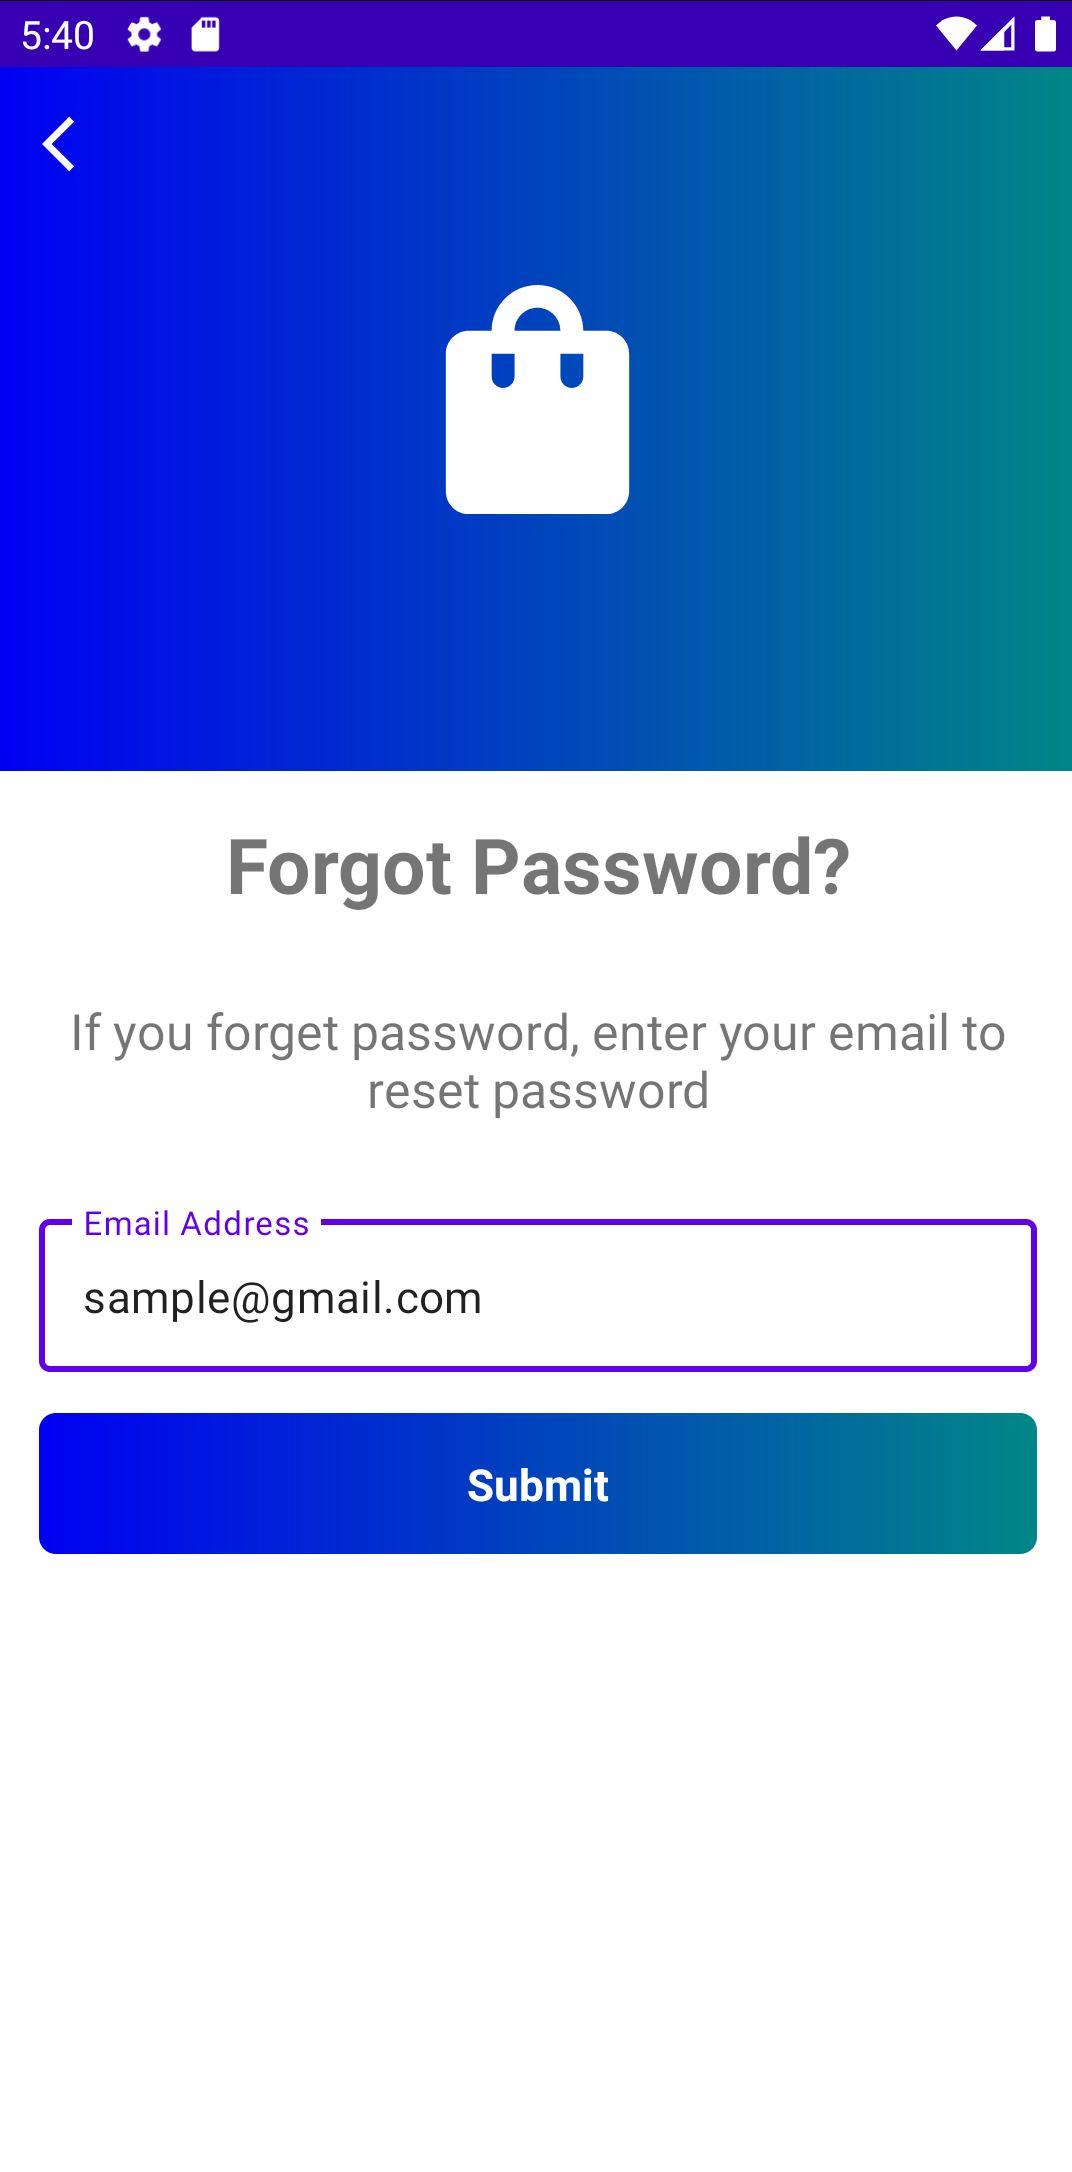 5:40
Forgot Password?
If you forget password, enter your email to
reset password
Email Address
sample@gmail.com
Submit